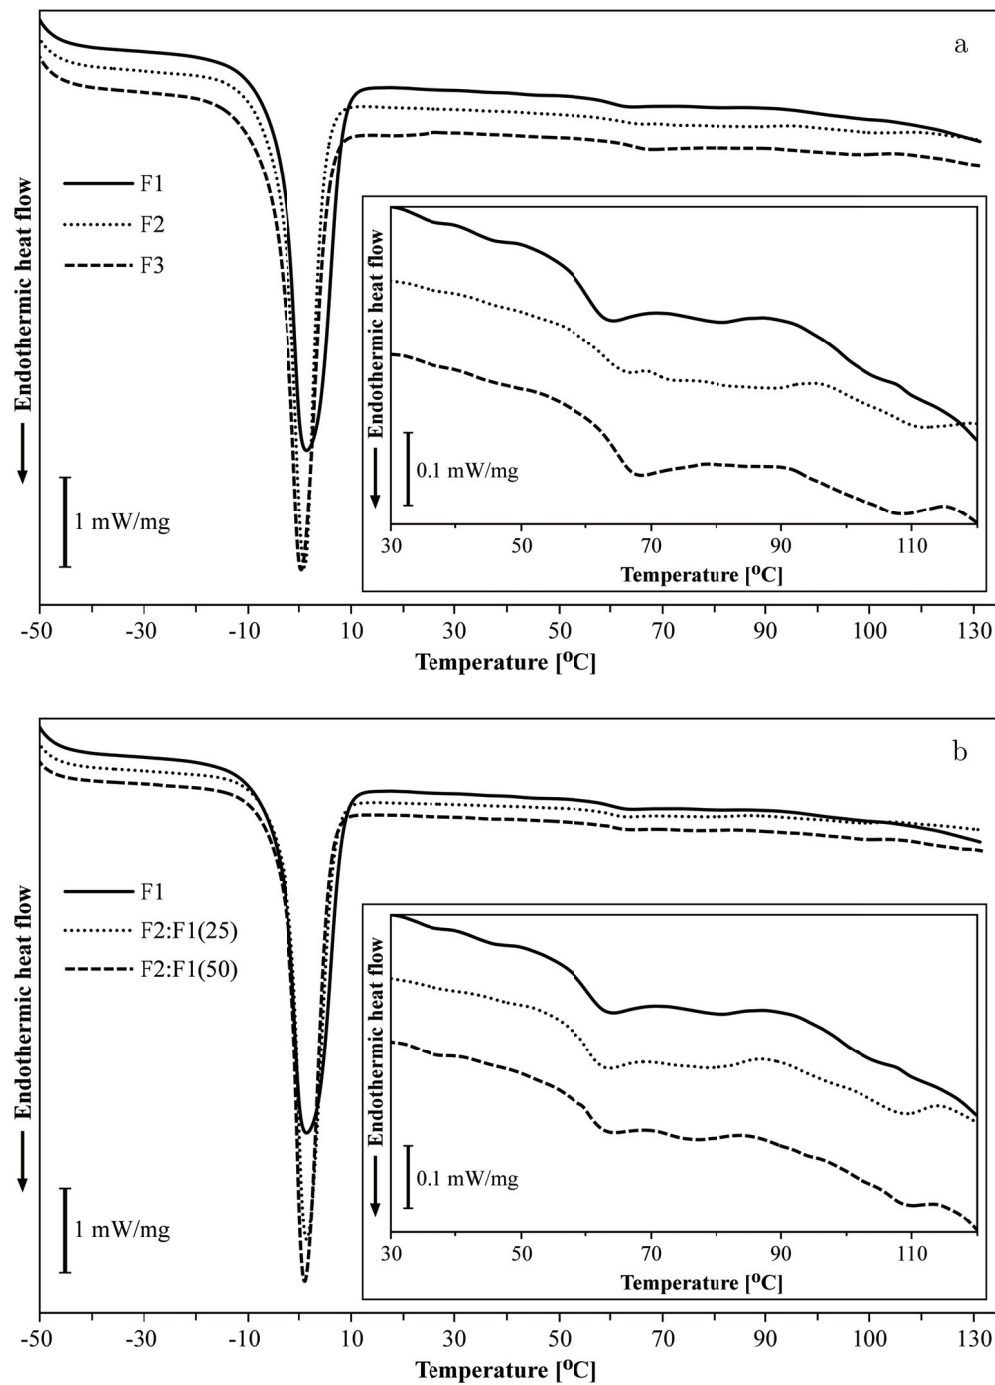 a
F1
F2
F3
Endothermic heat flow
1 mW/mg
Endothermic heat flow
0.1 mW/mg
30 50 70 90 110
Temperature [°C]
-50 -30 -10 10 30 50 70 90 100 130
Temperature [°C]
b
F1
F2:F1(25)
F2:F1(50)
Endothermic heat flow
1 mW/mg
Endothermic heat flow
0.1 mW/mg
30 50 70 90 110
Temperature [°C]
-50 -30 -10 10 30 50 70 90 100 130
Temperature [°C]